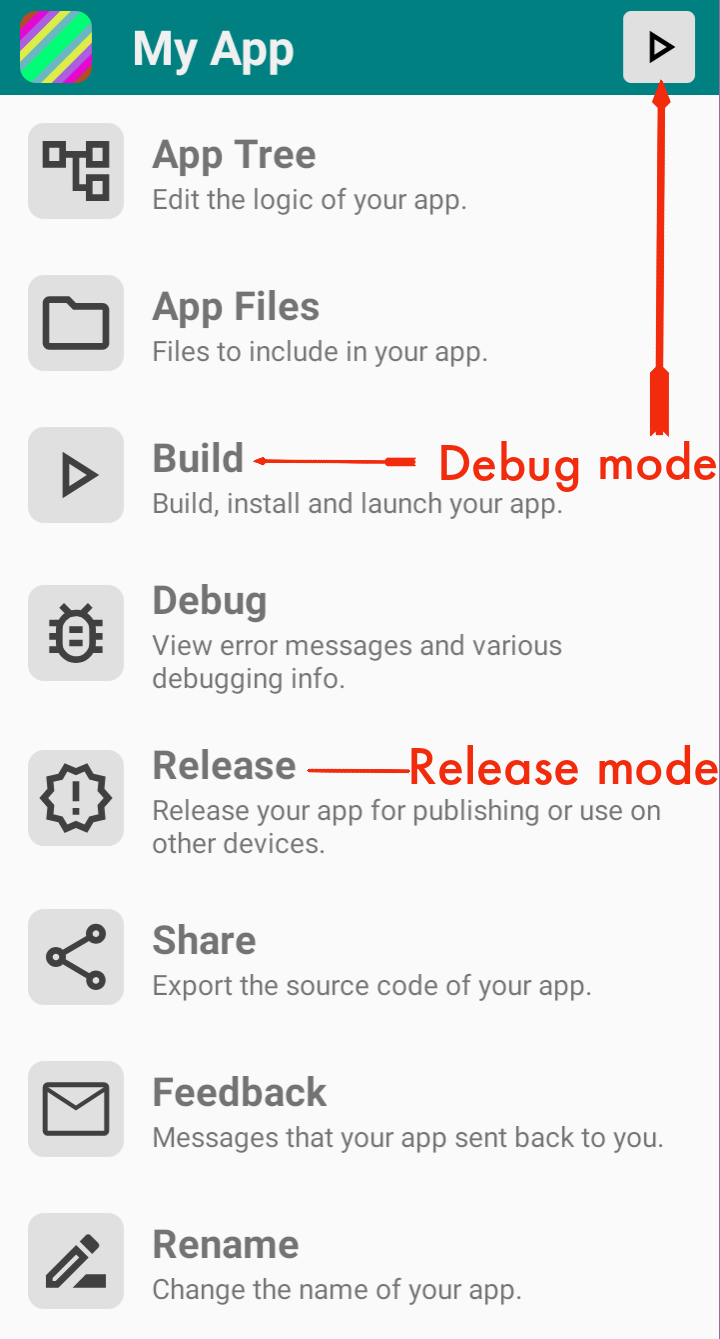 My App
App Tree
Edit the logic of your app.
App Files
Files to include in your app.
Build
Debug mode
Build, install and launch your app.
Debug
View error messages and various
debugging info.
Release
Release mode
Release your app for publishing or use on
other devices.
Share
Export the source code of your app.
Feedback
Messages that your app sent back to you.
Rename
Change the name of your app.